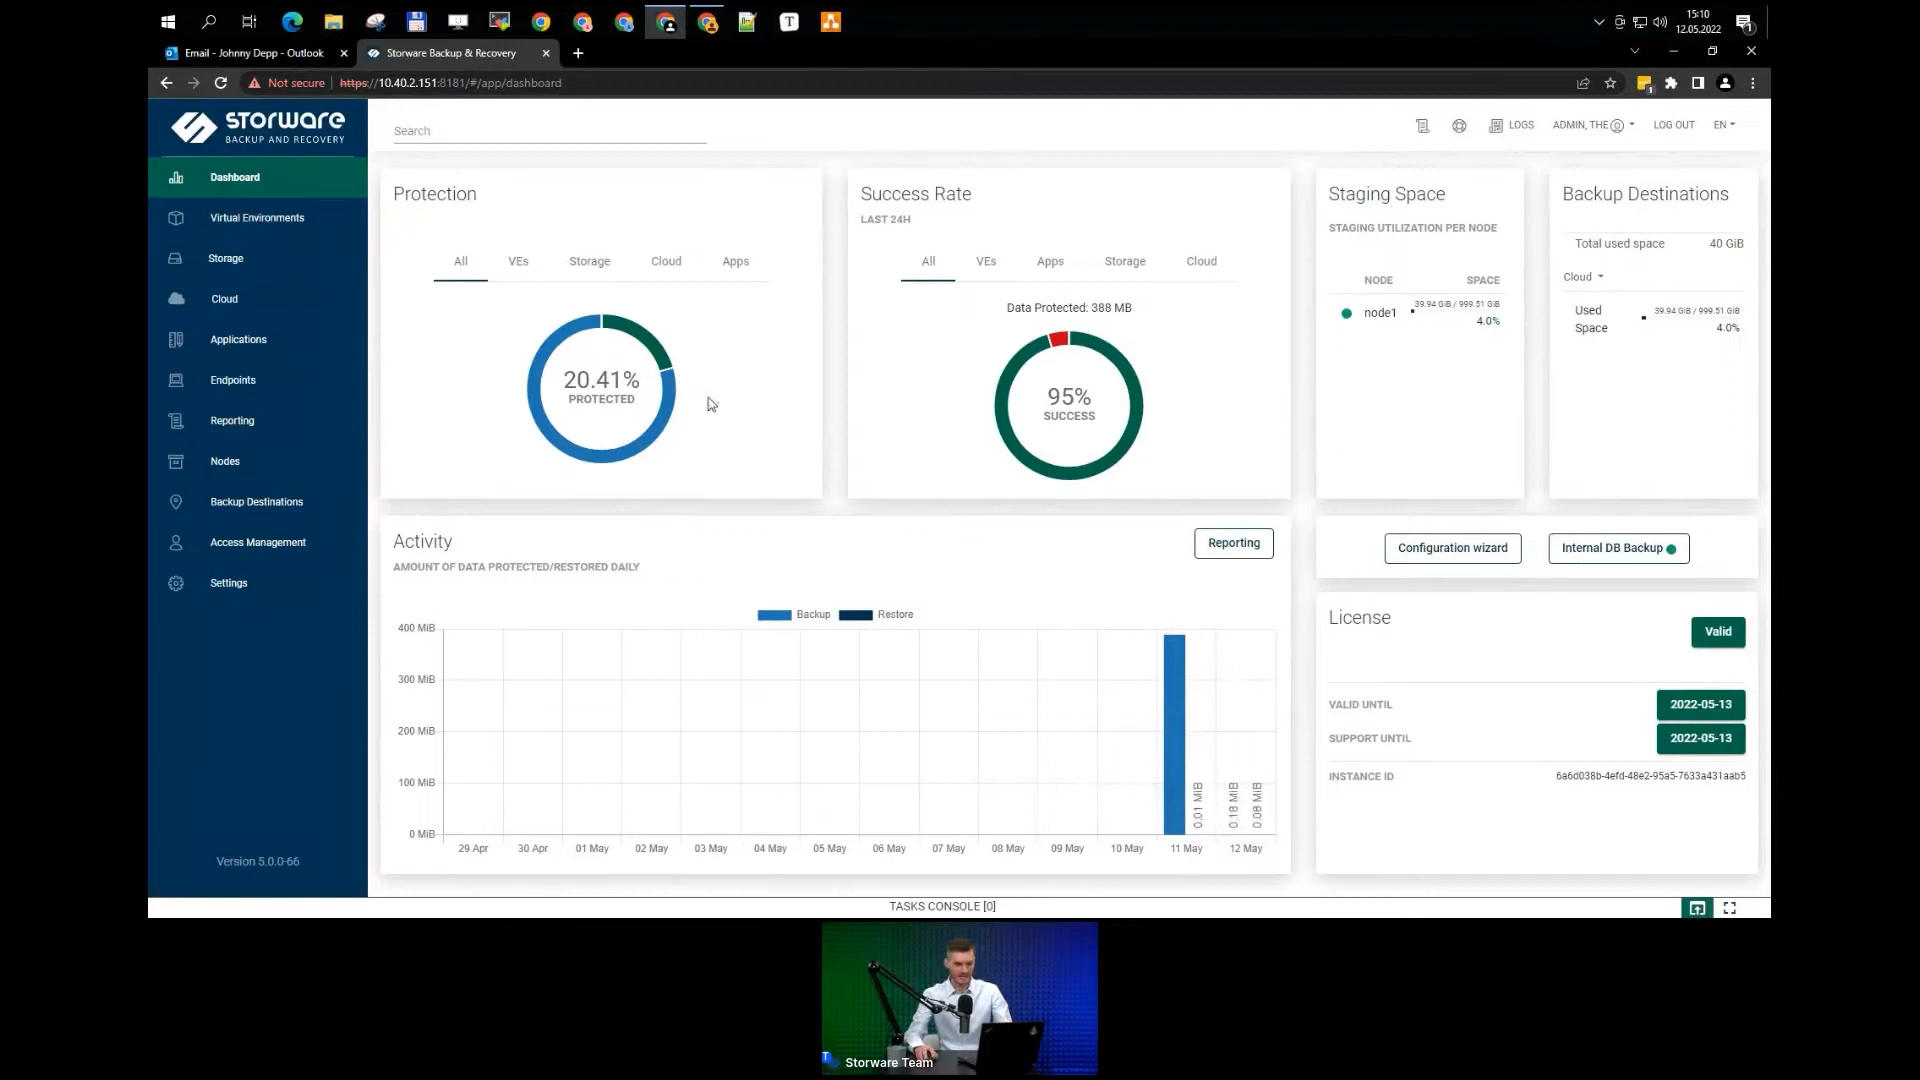 15:10
12.05.2022
1
Email - Johnny Depp - Outlook
Storware Backup & Recovery
Not secure
https://10.40.2.151:8181/#/app/dashboard
1
STORWARE
BACKUP AND RECOVERY
Search
LOGS
ADMIN, THE
LOG OUT
EN
Dashboard
Virtual Environments
Storage
Cloud
Applications
Endpoints
Reporting
Nodes
Backup Destinations
Access Management
Settings
Version 5.0.0-66
Protection
All VEs Storage Cloud Apps
20.41%
PROTECTED
Success Rate
LAST 24H
All VEs Apps Storage Cloud
Data Protected: 388 MB
95%
SUCCESS
Staging Space
STAGING UTILIZATION PER NODE
NODE SPACE
node1 39.94 GiB / 999.51 GiB
4.0%
Backup Destinations
Total used space 40 GiB
Cloud
Used Space 39.94 GiB / 999.51 GiB
4.0%
Activity
AMOUNT OF DATA PROTECTED/RESTORED DAILY
Reporting
Backup Restore
400 MiB
300 MiB
200 MiB
100 MiB
0 MiB
0.01 MiB
0.18 MiB
0.08 MiB
29 Apr 30 Apr 01 May 02 May 03 May 04 May 05 May 06 May 07 May 08 May 09 May 10 May 11 May 12 May
Configuration wizard
Internal DB Backup
License
Valid
VALID UNTIL 2022-05-13
SUPPORT UNTIL 2022-05-13
INSTANCE ID 6a6d038b-4efd-48e2-95a5-7633a431aab5
TASKS CONSOLE [0]
Storware Team